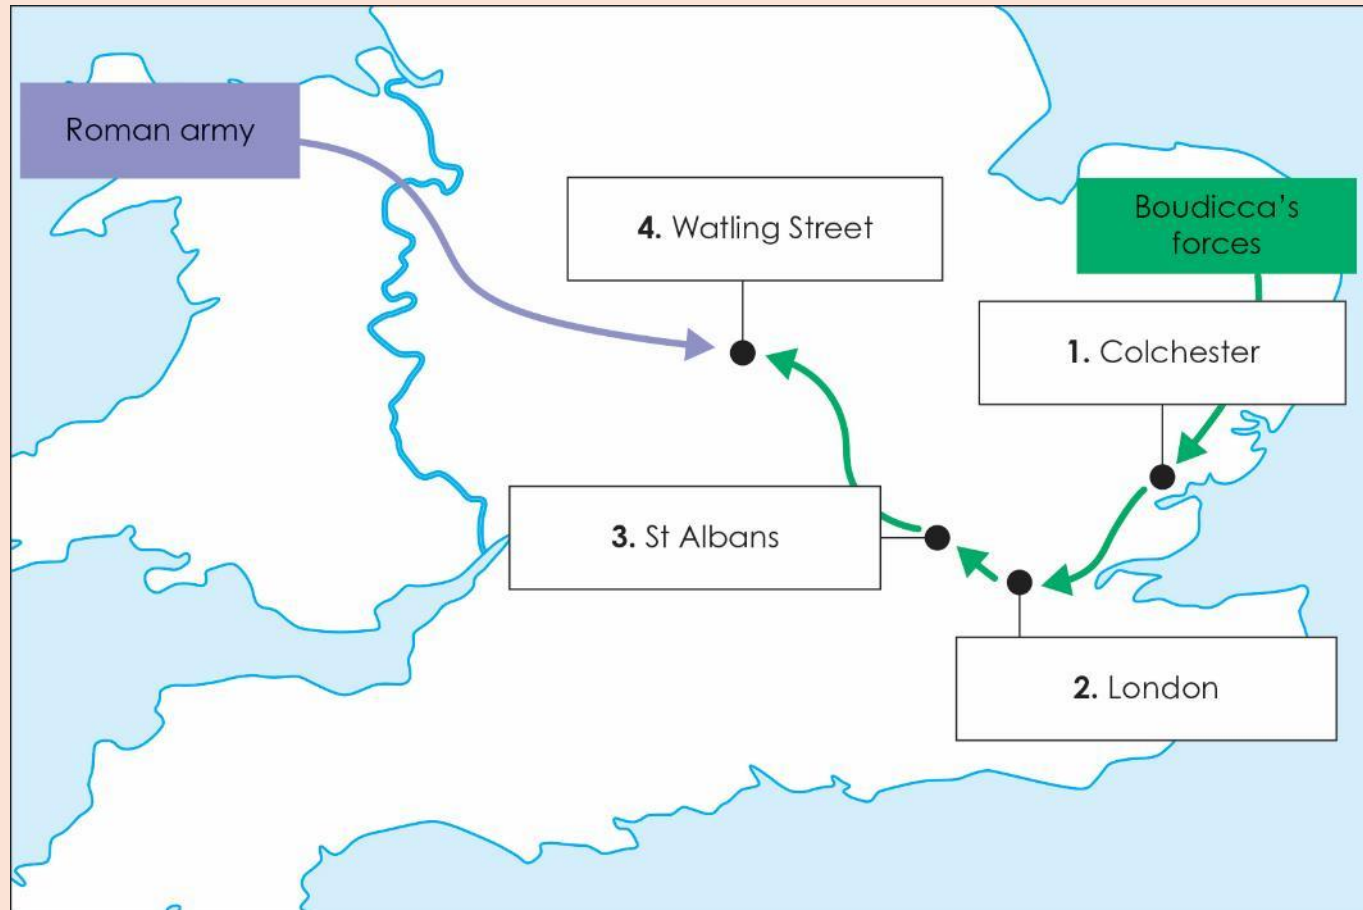 Roman army
4. Watling Street
Boudicca’s
forces
1. Colchester
3. St Albans
2. London